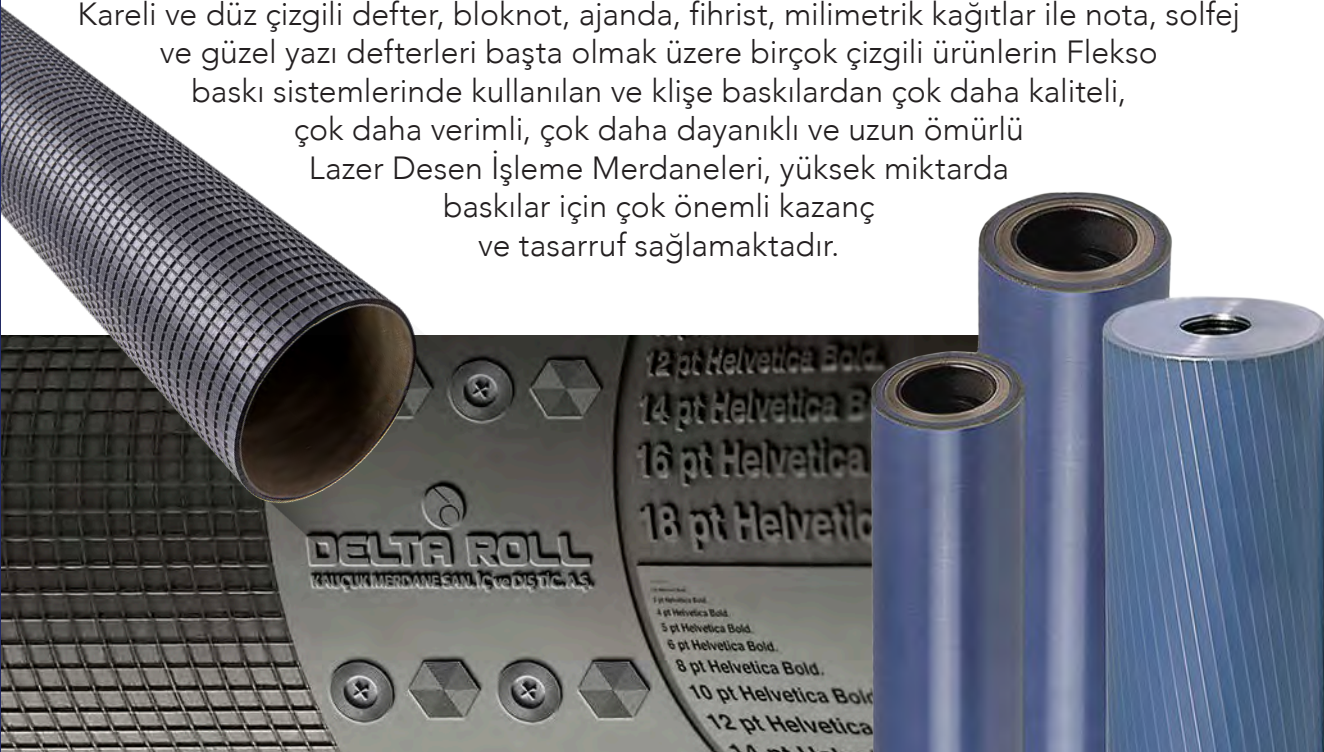 Kareli ve düz çizgili defter, bloknot, ajanda, fihrist, milimetrik kağıtlar ile nota, solfej
ve güzel yazı defterleri başta olmak üzere birçok çizgili ürünlerin Flekso
baskı sistemlerinde kullanılan ve klişe baskılardan çok daha kaliteli,
çok daha verimli, çok daha dayanıklı ve uzun ömürlü
Lazer Desen İşleme Merdaneleri, yüksek miktarda
baskılar için çok önemli kazanç
ve tasarruf sağlamaktadır.
12 pt Helvetica Bold.
14 pt Helvetica B
16 pt Helvetica
18 pt Helvetic
DELTA ROLL
KAUÇUK MERDANE SAN. İÇ ve DIŞ TİC. A.Ş.
4 pt Helvetica Bold.
5 pt Helvetica Bold.
6 pt Helvetica Bold.
8 pt Helvetica Bold.
10 pt Helvetica Bold
12 pt Helvetica